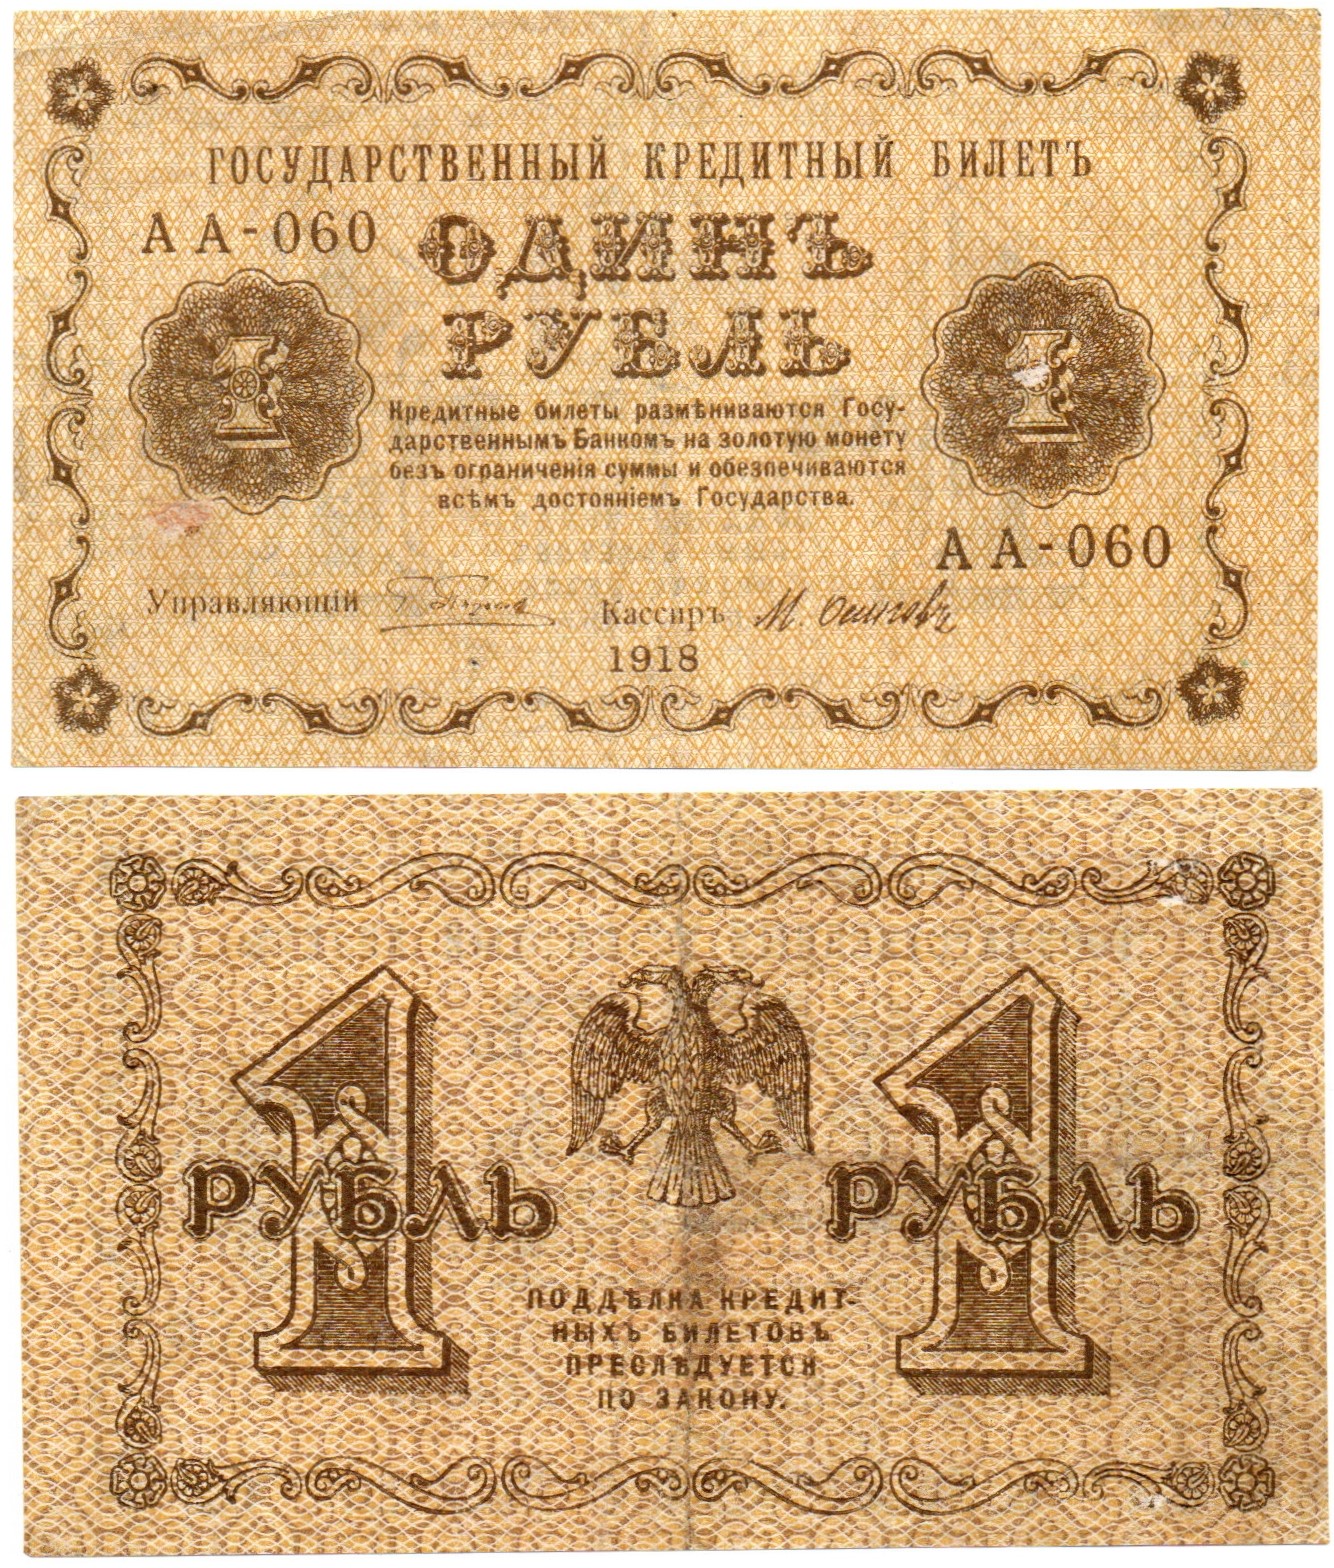 ГОСУДАРСТВЕННЫЙ КРЕДИТНЫЙ БИЛЕТЪ
АА-060
ОДИНЪ
РУБЛЬ
1
1
Кредитные билеты размѣниваются Госу-
дарственнымъ Банкомъ на золотую монету
безъ ограниченія суммы и обезпечиваются
всѣмъ достояніемъ Государства.
АА-060
Управляющій Кассиръ М. Осиповъ
1918
1
РУБЛЬ
1
РУБЛЬ
ПОДДѢЛКА КРЕДИТ-
НЫХЪ БИЛЕТОВЪ
ПРЕСЛѢДУЕТСЯ
ПО ЗАКОНУ.